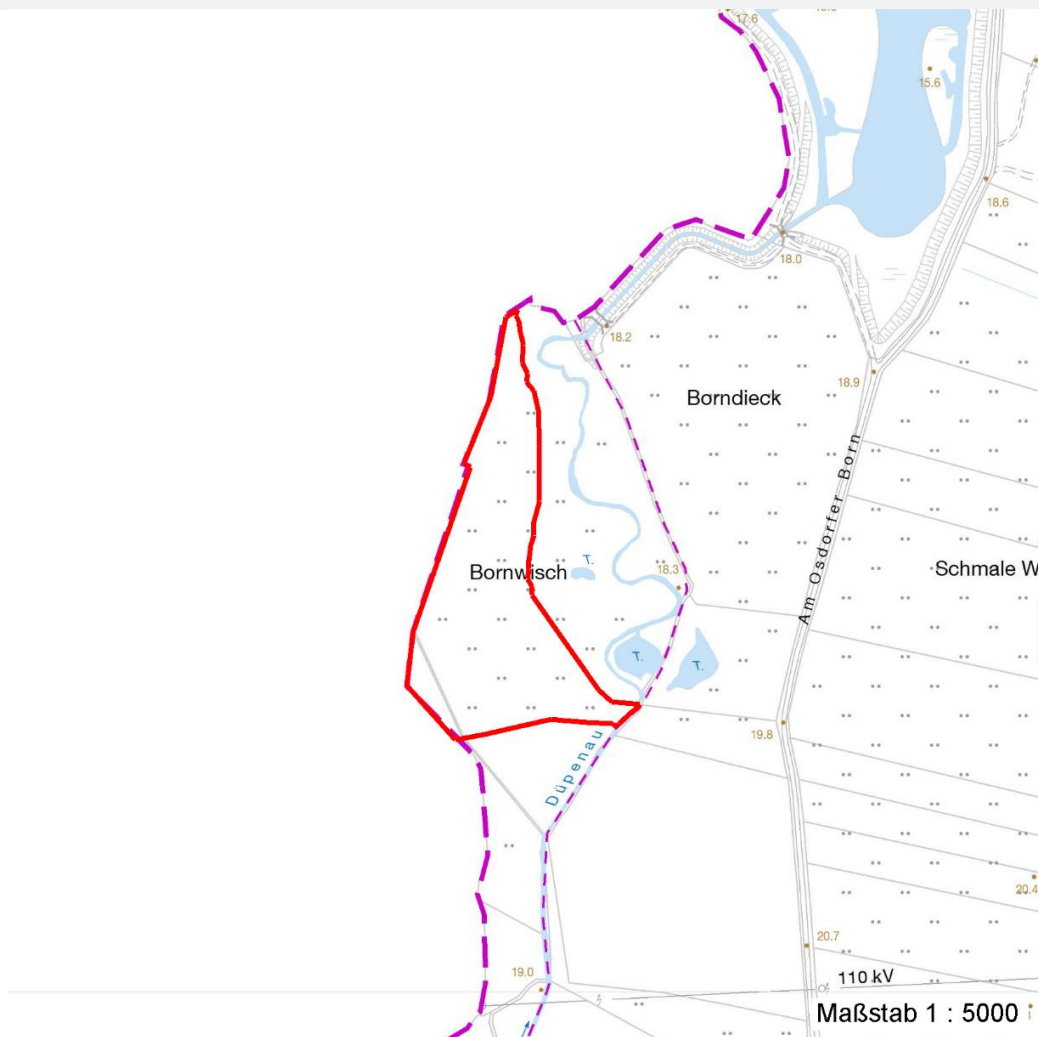 17.6
15.6
18.6
18.0
18.2
18.9
Borndieck
Am Osdorfer Born
T.
Bornwisch
18.3
Schmale W
T.
T.
19.8
Düpenau
20.4
20.7
19.0
110 kV
Maßstab 1 : 5000